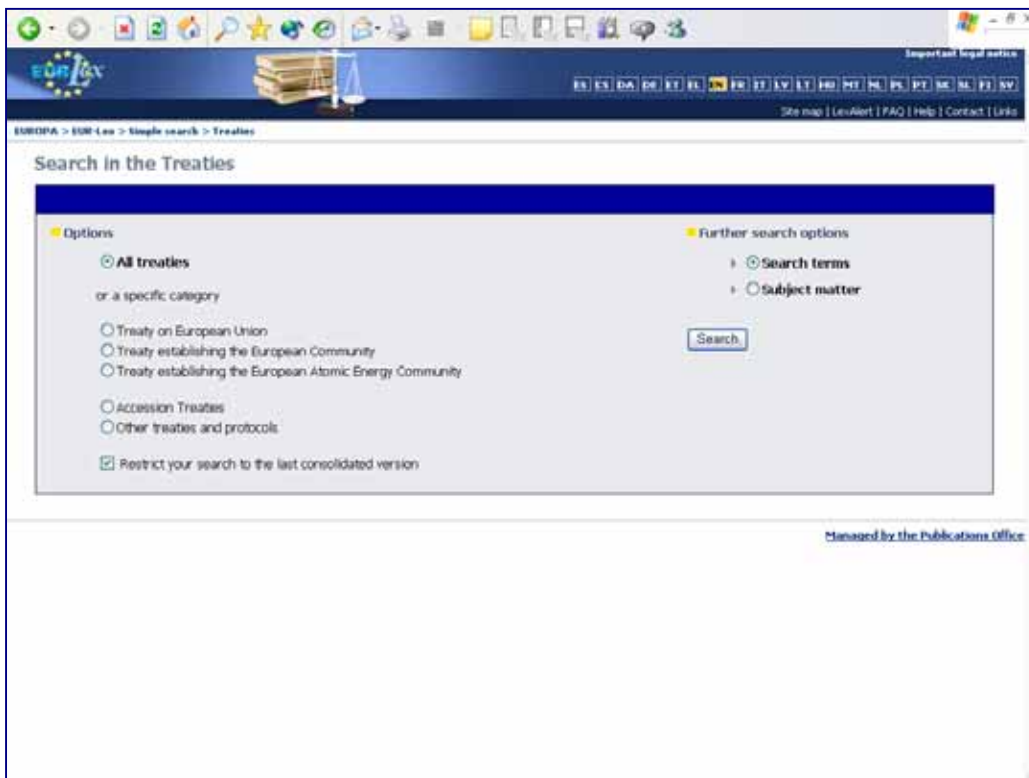 Important legal notice
EUR lex
ES ES DA DE ET EL EN FR IT LV LT HU MT NL PL PT SK SL FI SV
Site map | LexAlert | FAQ | Help | Contact | Links
EUROPA > EUR-Lex > Simple search > Treaties
Search in the Treaties
Options
Further search options
All treaties
Search terms
or a specific category
Subject matter
Treaty on European Union
Search
Treaty establishing the European Community
Treaty establishing the European Atomic Energy Community
Accession Treaties
Other treaties and protocols
Restrict your search to the last consolidated version
Managed by the Publications Office